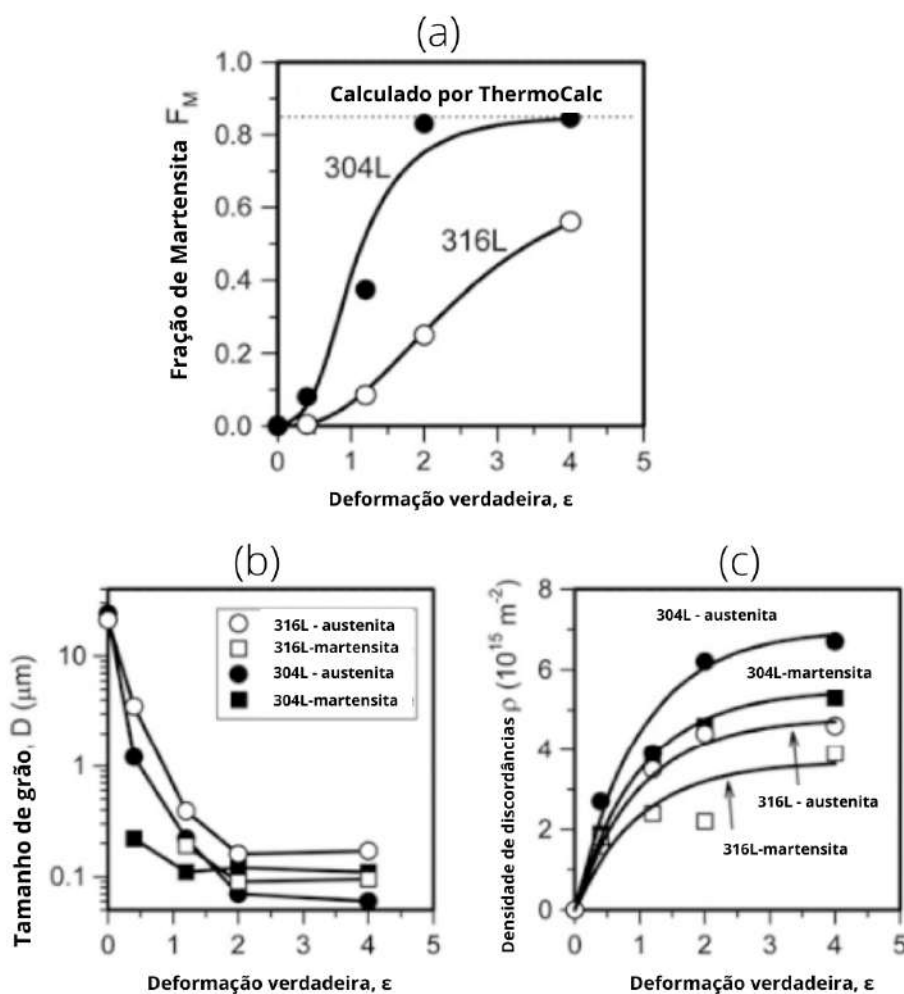 (a)
1.0
Calculado por ThermoCalc
0.8
304L
0.6
316L
0.4
0.2
0.0
Fração de Martensita F_M
0 1 2 3 4 5
Deformação verdadeira, ε
(b)
316L - austenita
316L-martensita
304L - austenita
304L-martensita
10
1
0.1
Tamanho de grão, D (μm)
0 1 2 3 4 5
Deformação verdadeira, ε
(c)
8
304L - austenita
6
304L-martensita
4
316L - austenita
2
316L-martensita
0
Densidade de discordâncias ρ (10¹⁵ m⁻²)
0 1 2 3 4 5
Deformação verdadeira, ε